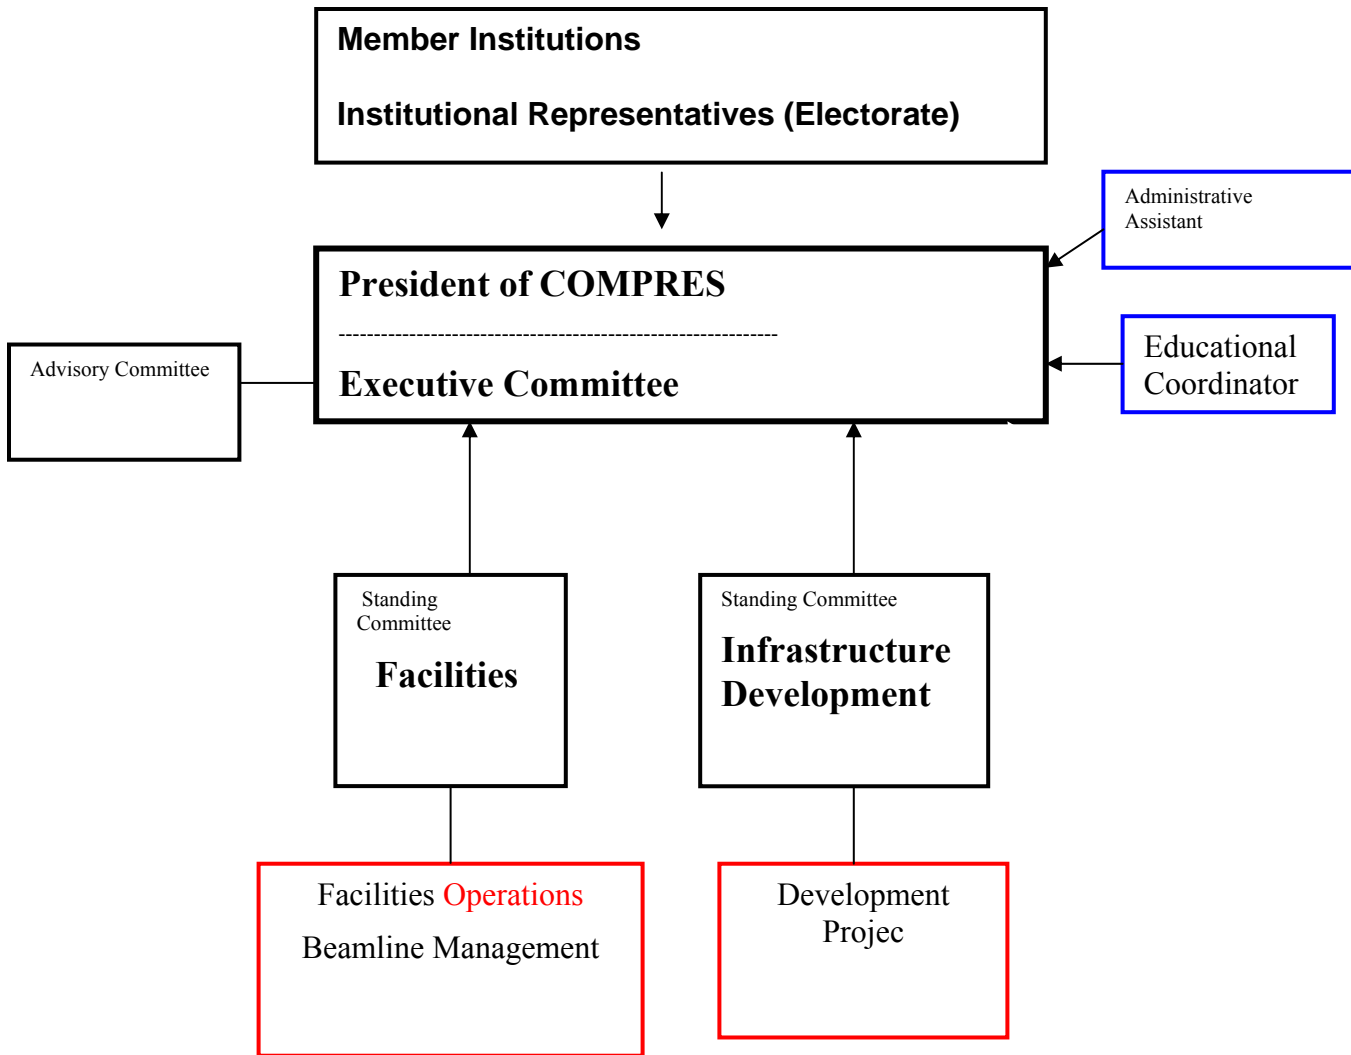 Member Institutions
Institutional Representatives (Electorate)
Administrative
Assistant
President of COMPRES
--------------------------------------------------------------
Executive Committee
Educational
Coordinator
Advisory Committee
Standing
Committee
Facilities
Standing Committee
Infrastructure
Development
Facilities Operations
Beamline Management
Development
Projec